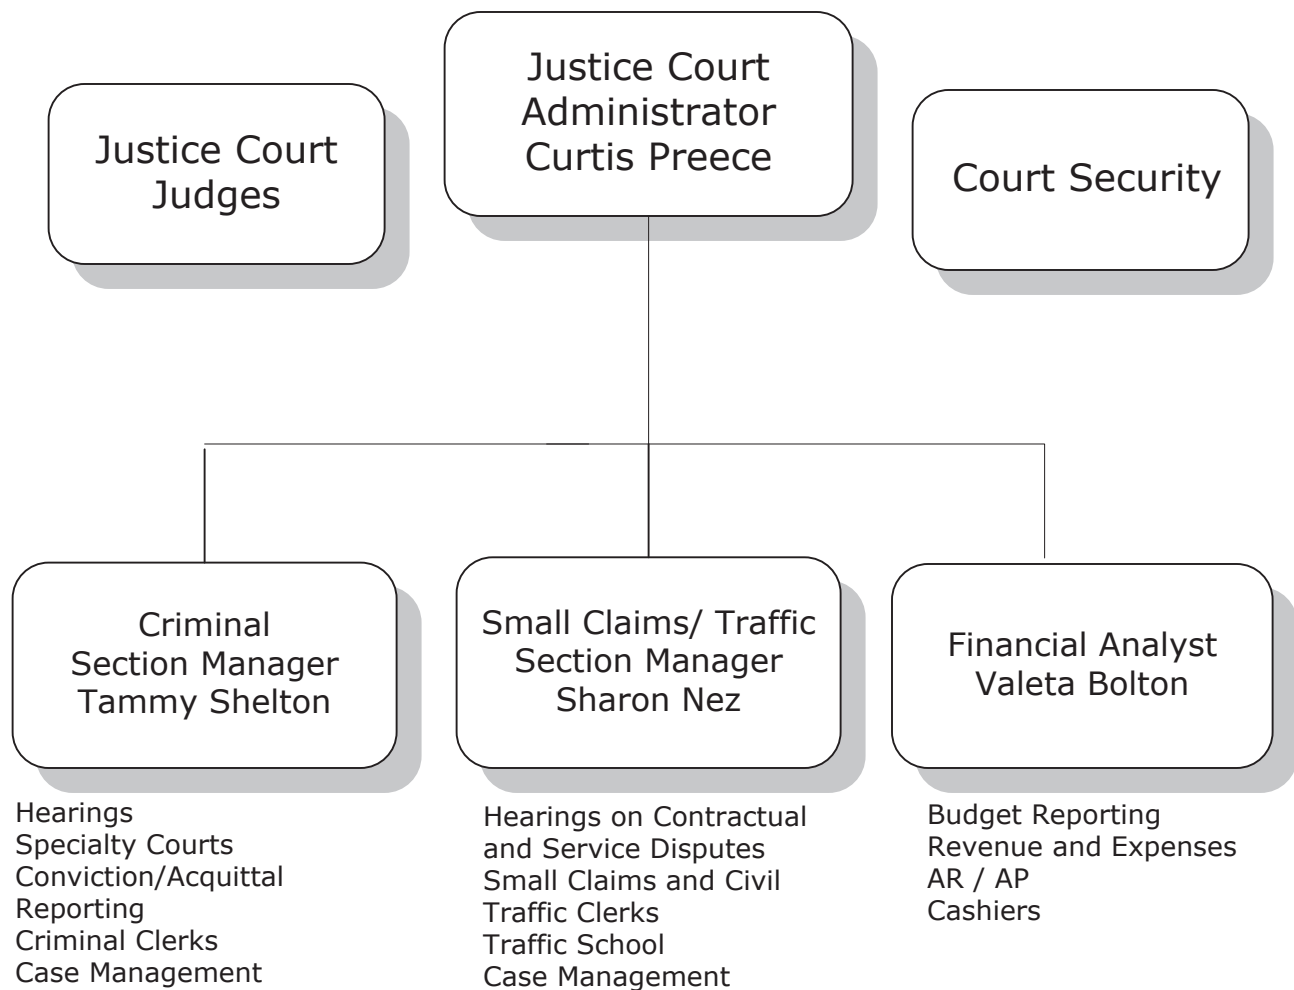 Justice Court
Administrator
Curtis Preece
Justice Court
Judges
Court Security
Criminal
Section Manager
Tammy Shelton
Small Claims/ Traffic
Section Manager
Sharon Nez
Financial Analyst
Valeta Bolton
Hearings
Specialty Courts
Conviction/Acquittal
Reporting
Criminal Clerks
Case Management
Hearings on Contractual
and Service Disputes
Small Claims and Civil
Traffic Clerks
Traffic School
Case Management
Budget Reporting
Revenue and Expenses
AR / AP
Cashiers